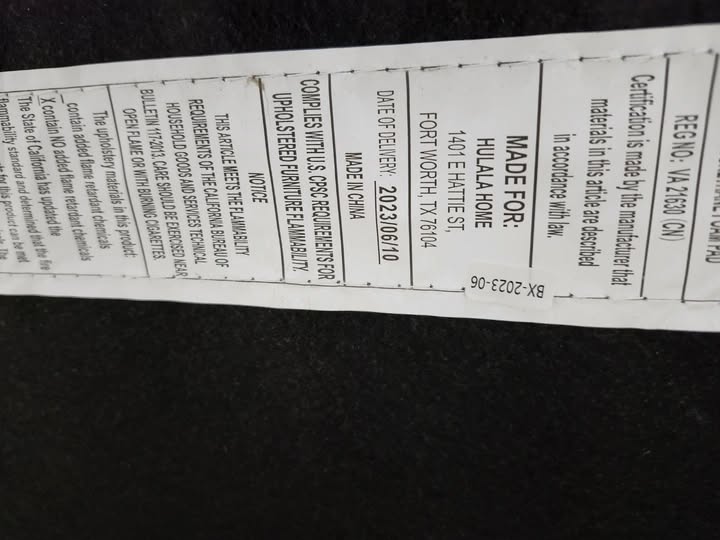 REG NO: VA 21630 (CN)
Certification is made by the manufacturer that
materials in this article are described
in accordance with law.
BX-2023-06
MADE FOR:
HULALA HOME
1401 E HATTIE ST,
FORT WORTH, TX 76104
DATE OF DELIVERY: 2023/06/10
MADE IN CHINA
COMPLIES WITH U.S. CPSC REQUIREMENTS FOR
UPHOLSTERED FURNITURE FLAMMABILITY.
NOTICE
THIS ARTICLE MEETS THE FLAMMABILITY
REQUIREMENTS OF THE CALIFORNIA BUREAU OF
HOUSEHOLD GOODS AND SERVICES TECHNICAL
BULLETIN 117-2013. CARE SHOULD BE EXERCISED NEAR
OPEN FLAME OR WITH BURNING CIGARETTES.
The upholstery materials in this product:
contain added flame retardant chemicals
X contain NO added flame retardant chemicals
The State of California has updated the
flammability standard and determined that the fire
for this product can be met